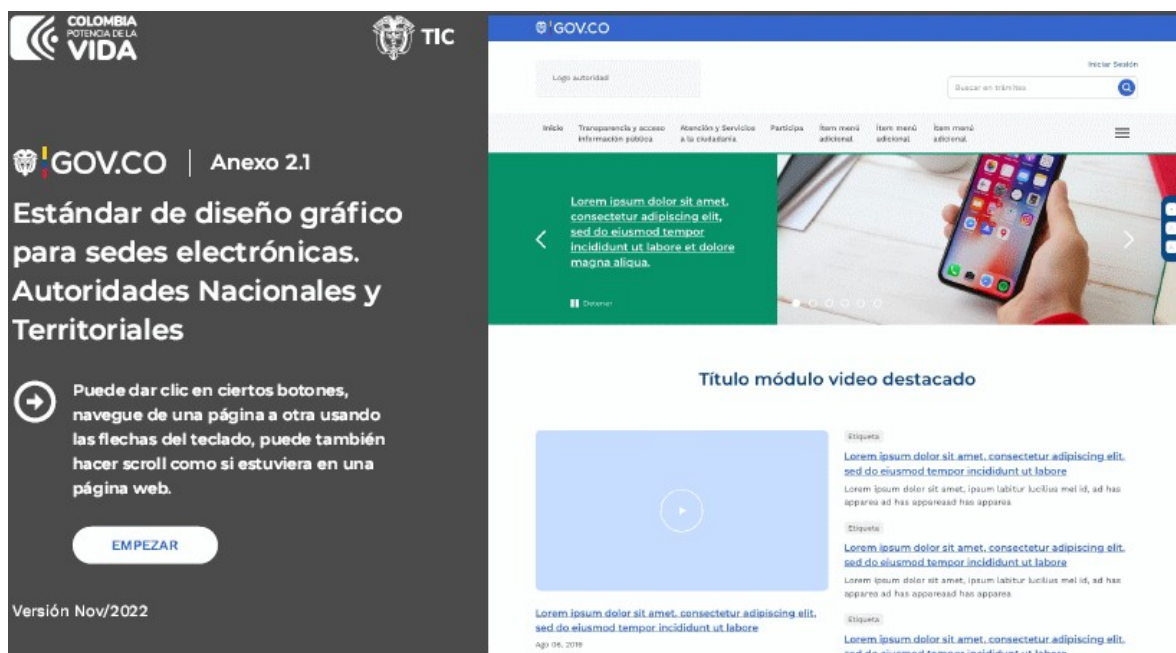 COLOMBIA
POTENCIA DE LA
VIDA
TIC
GOV.CO | Anexo 2.1
Estándar de diseño gráfico
para sedes electrónicas.
Autoridades Nacionales y
Territoriales
Puede dar clic en ciertos botones,
navegue de una página a otra usando
las flechas del teclado, puede también
hacer scroll como si estuviera en una
página web.
EMPEZAR
Versión Nov/2022
GOV.CO
Iniciar Sesión
Logo autoridad
Buscar en trámites
Inicio
Transparencia y acceso
información pública
Atención y Servicios
a la ciudadanía
Participa
Ítem menú
adicional
Ítem menú
adicional
Ítem menú
adicional
Lorem ipsum dolor sit amet,
consectetur adipiscing elit,
sed do eiusmod tempor
incididunt ut labore et dolore
magna aliqua.
Detener
Título módulo video destacado
Lorem ipsum dolor sit amet, consectetur adipiscing elit,
sed do eiusmod tempor incididunt ut labore
Ago 06, 2019
Etiqueta
Lorem ipsum dolor sit amet, consectetur adipiscing elit,
sed do eiusmod tempor incididunt ut labore
Lorem ipsum dolor sit amet, ipsum labitur lucilius mel id, ad has
apparea ad has appareaad has apparea
Etiqueta
Lorem ipsum dolor sit amet, consectetur adipiscing elit,
sed do eiusmod tempor incididunt ut labore
Lorem ipsum dolor sit amet, ipsum labitur lucilius mel id, ad has
apparea ad has appareaad has apparea
Etiqueta
Lorem ipsum dolor sit amet, consectetur adipiscing elit,
sed do eiusmod tempor incididunt ut labore